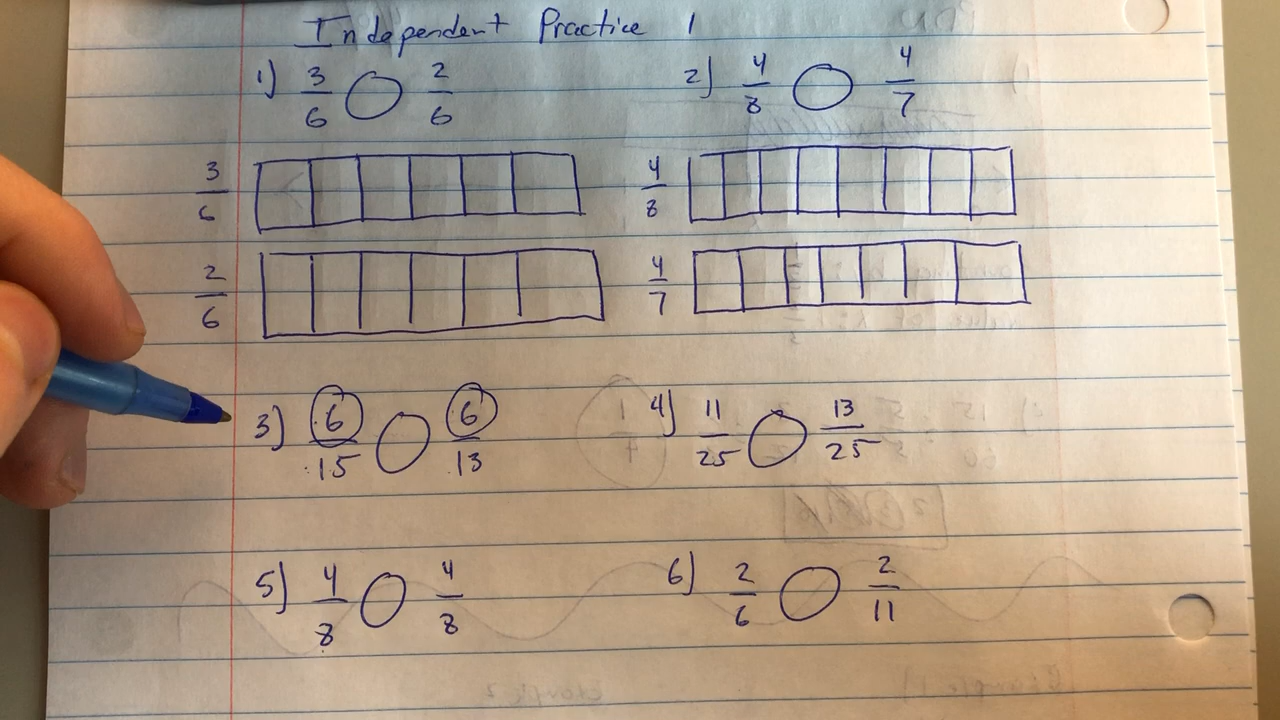 Independent Practice 1
1) 3/6 ○ 2/6
2) 4/8 ○ 4/7
3/6
4/8
2/6
4/7
3) 6/15 ○ 6/13
4) 11/25 ○ 13/25
5) 4/8 ○ 4/8
6) 2/6 ○ 2/11